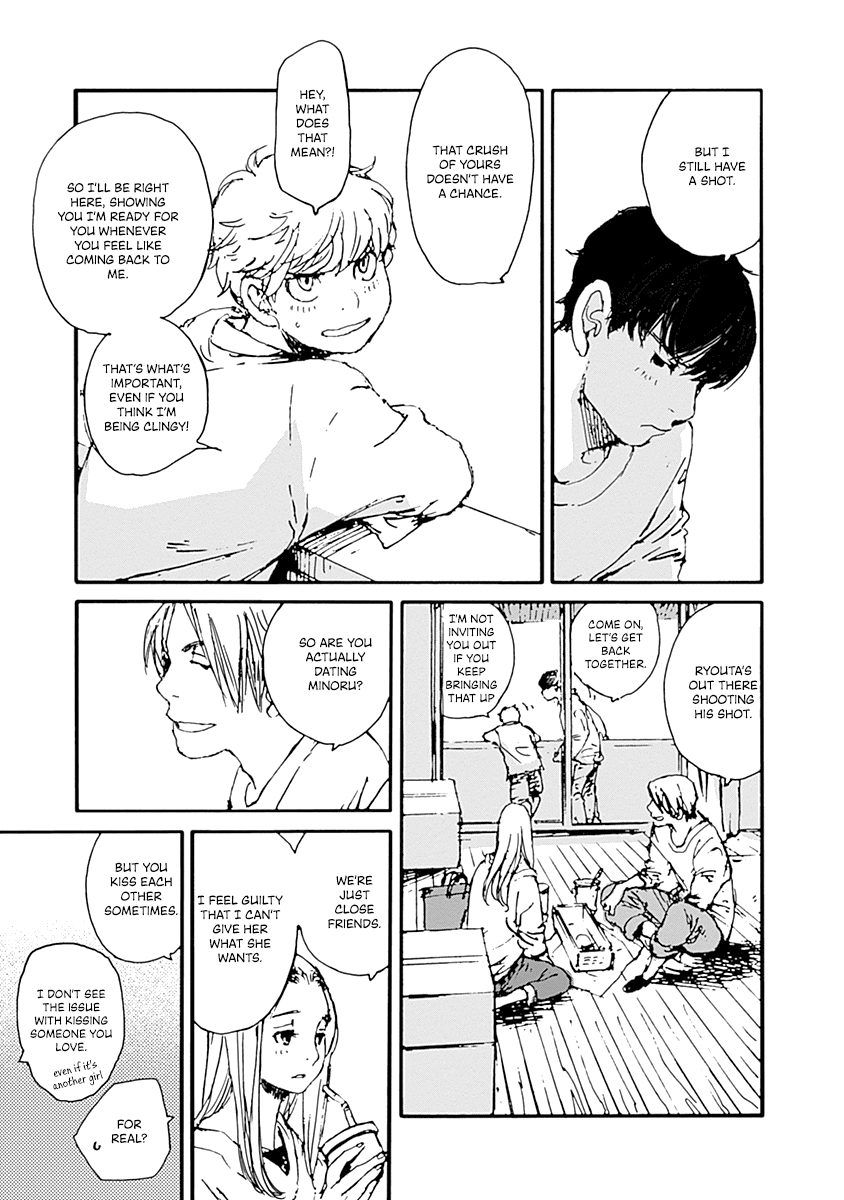 BUT I
STILL HAVE
A SHOT.
THAT CRUSH
OF YOURS
DOESN'T HAVE
A CHANCE.
HEY,
WHAT
DOES
THAT
MEAN?!
SO I'LL BE RIGHT
HERE, SHOWING
YOU I'M READY FOR
YOU WHENEVER
YOU FEEL LIKE
COMING BACK TO
ME.
THAT'S WHAT'S
IMPORTANT,
EVEN IF YOU
THINK I'M
BEING CLINGY!
RYOUTA'S
OUT THERE
SHOOTING
HIS SHOT.
COME ON,
LET'S GET
BACK
TOGETHER.
I'M NOT
INVITING
YOU OUT
IF YOU
KEEP
BRINGING
THAT UP
SO ARE YOU
ACTUALLY
DATING
MINORU?
WE'RE
JUST
CLOSE
FRIENDS.
I FEEL GUILTY
THAT I CAN'T
GIVE HER
WHAT SHE
WANTS.
BUT YOU
KISS EACH
OTHER
SOMETIMES.
I DON'T SEE
THE ISSUE
WITH KISSING
SOMEONE YOU
LOVE.
even if it's
another girl
FOR
REAL?